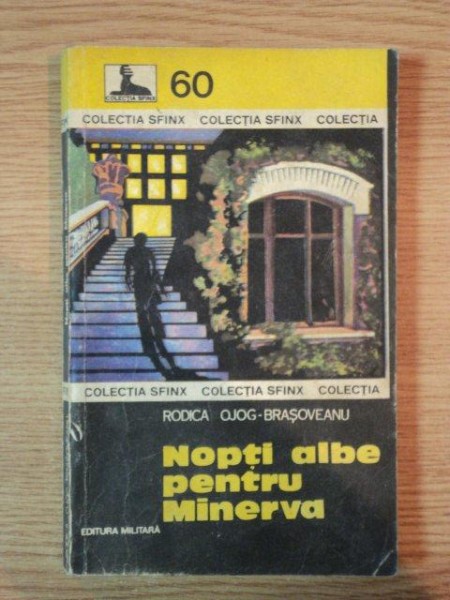 COLECȚIA SFINX
60
COLECȚIA SFINX COLECȚIA SFINX COLECȚIA
COLECȚIA SFINX COLECȚIA SFINX COLECȚIA
RODICA OJOG-BRAȘOVEANU
Nopți albe
pentru
Minerva
EDITURA MILITARĂ